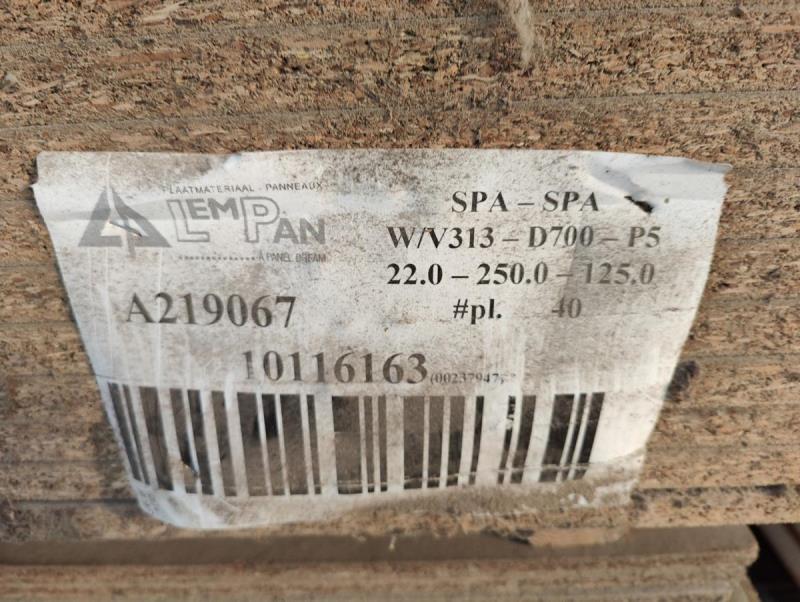 PLAATMATERIAAL - PANNEAUX
LEMPAN
A PANEL DREAM
SPA – SPA
W/V313 – D700 – P5
22.0 – 250.0 – 125.0
#pl. 40
A219067
10116163 (00237947)